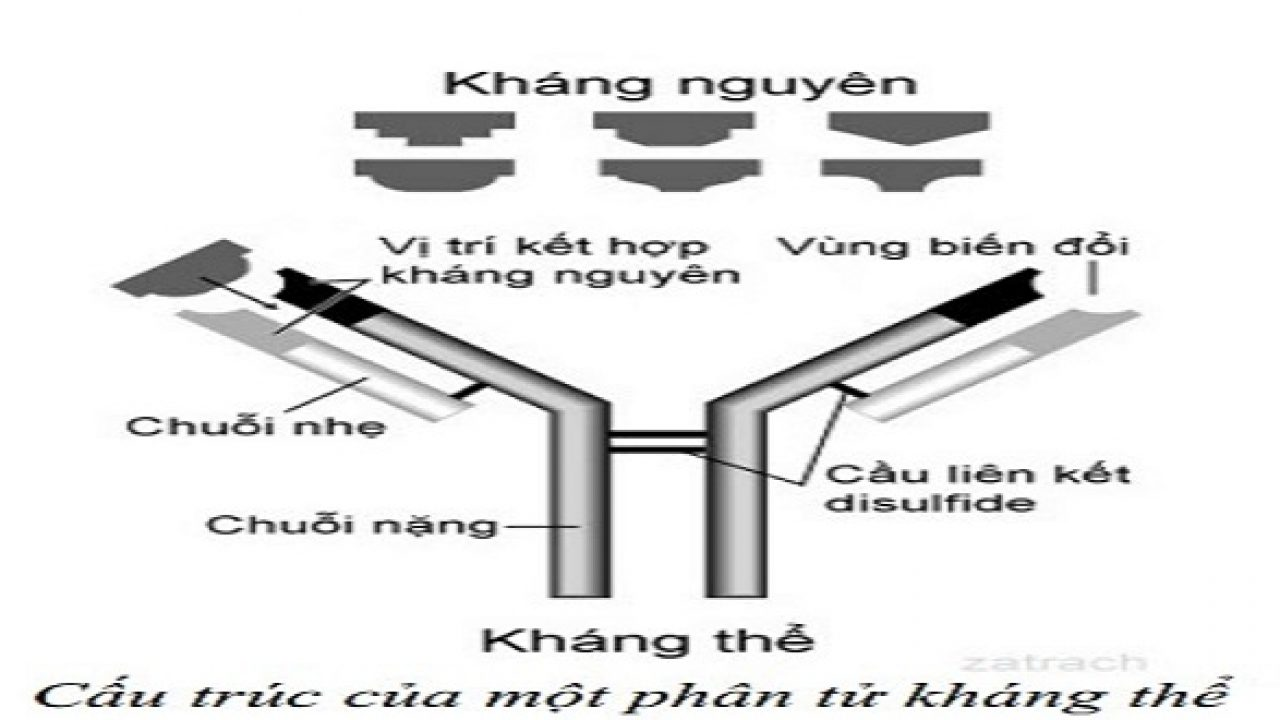 Kháng nguyên
Vị trí kết hợp
kháng nguyên
Vùng biến đổi
Chuỗi nhẹ
Cầu liên kết
disulfide
Chuỗi nặng
Kháng thể
zatrach
Cấu trúc của một phân tử kháng thể